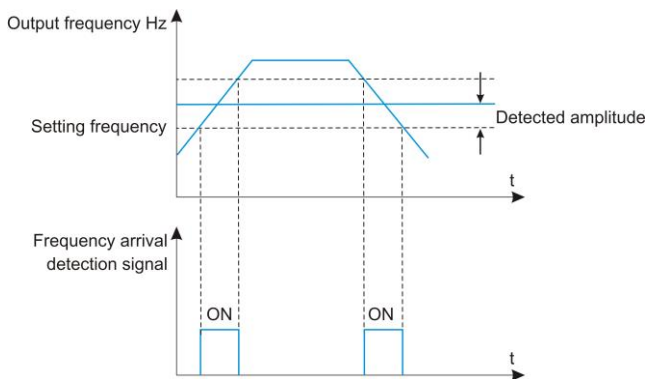 Output frequency Hz
Setting frequency
Detected amplitude
t
Frequency arrival
detection signal
ON
ON
t